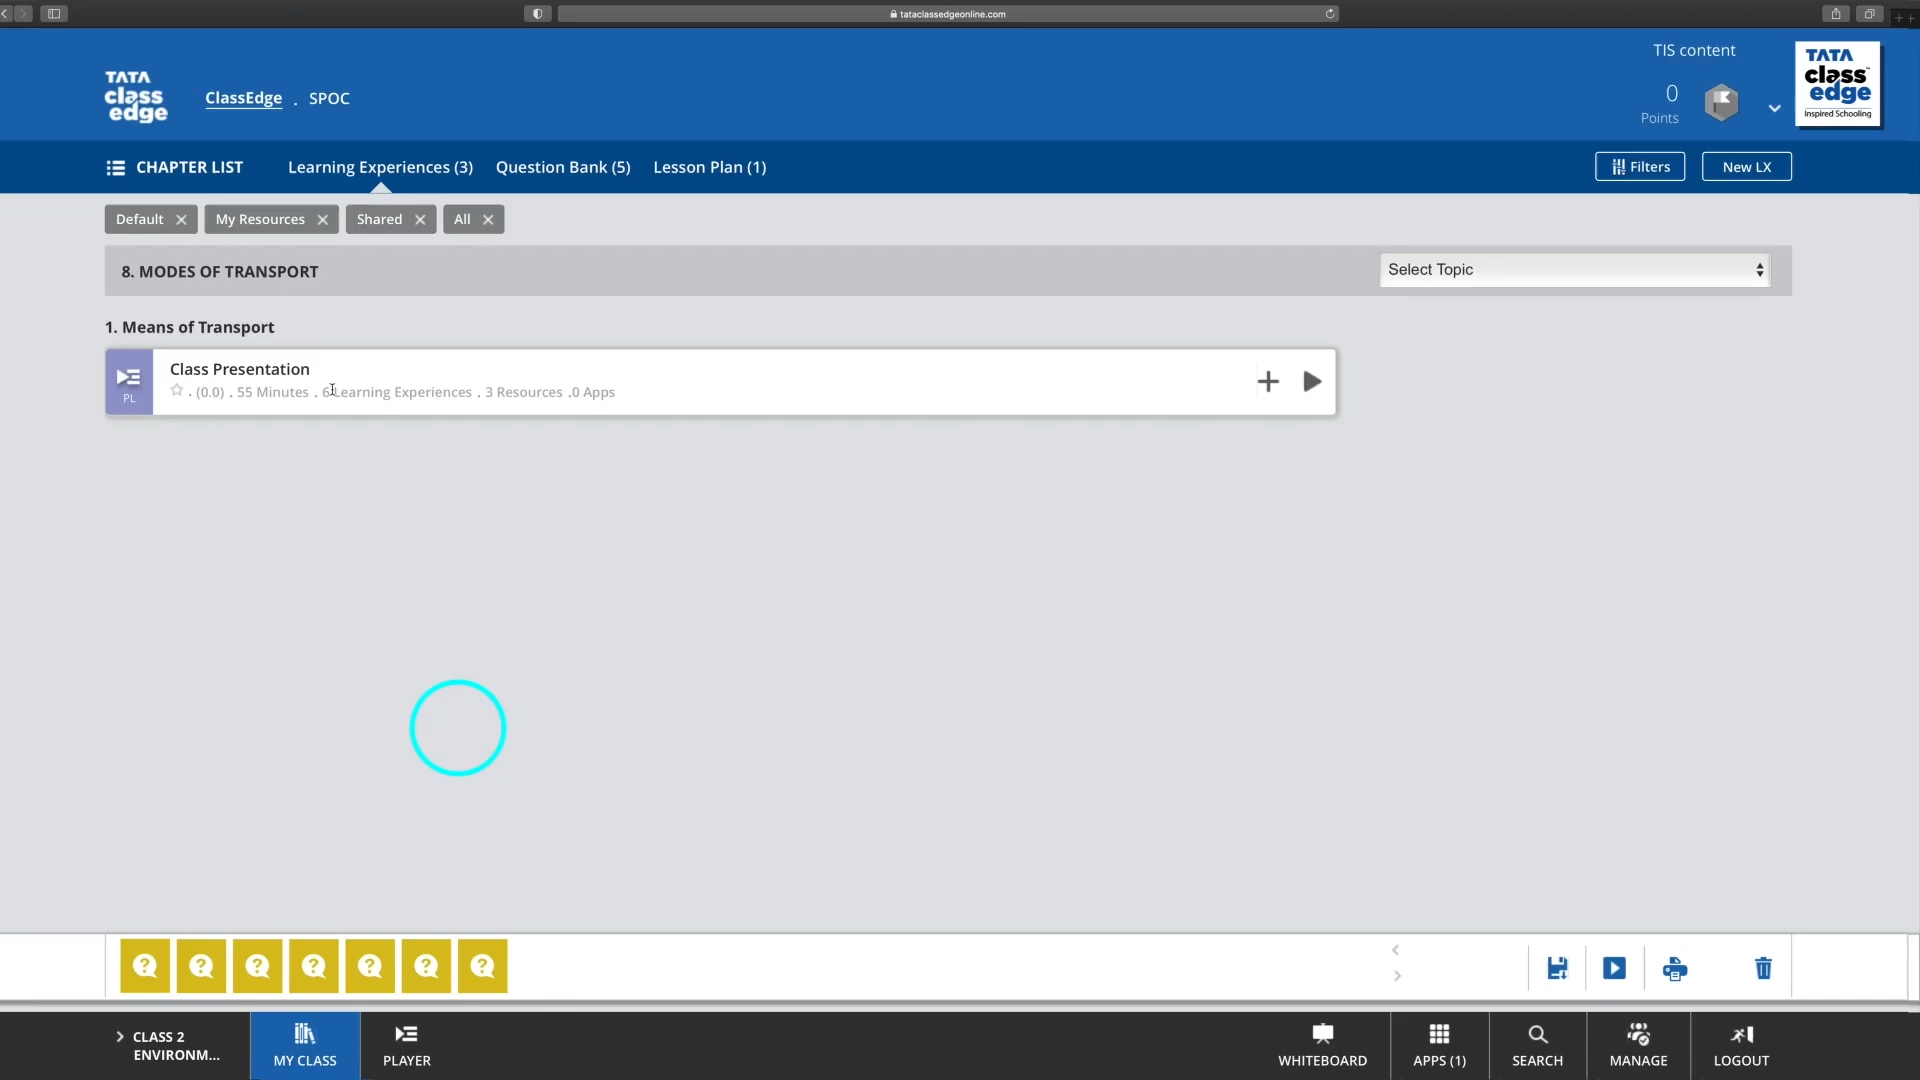 tataclassedgeonline.com
TIS content
TATA
class
edge
ClassEdge . SPOC
0
Points
TATA
class
edge
Inspired Schooling
CHAPTER LIST
Learning Experiences (3)
Question Bank (5)
Lesson Plan (1)
Filters
New LX
Default
My Resources
Shared
All
8. MODES OF TRANSPORT
Select Topic
1. Means of Transport
PL
Class Presentation
. (0.0) . 55 Minutes . 6 Learning Experiences . 3 Resources .0 Apps
CLASS 2
ENVIRONM...
MY CLASS
PLAYER
WHITEBOARD
APPS (1)
SEARCH
MANAGE
LOGOUT